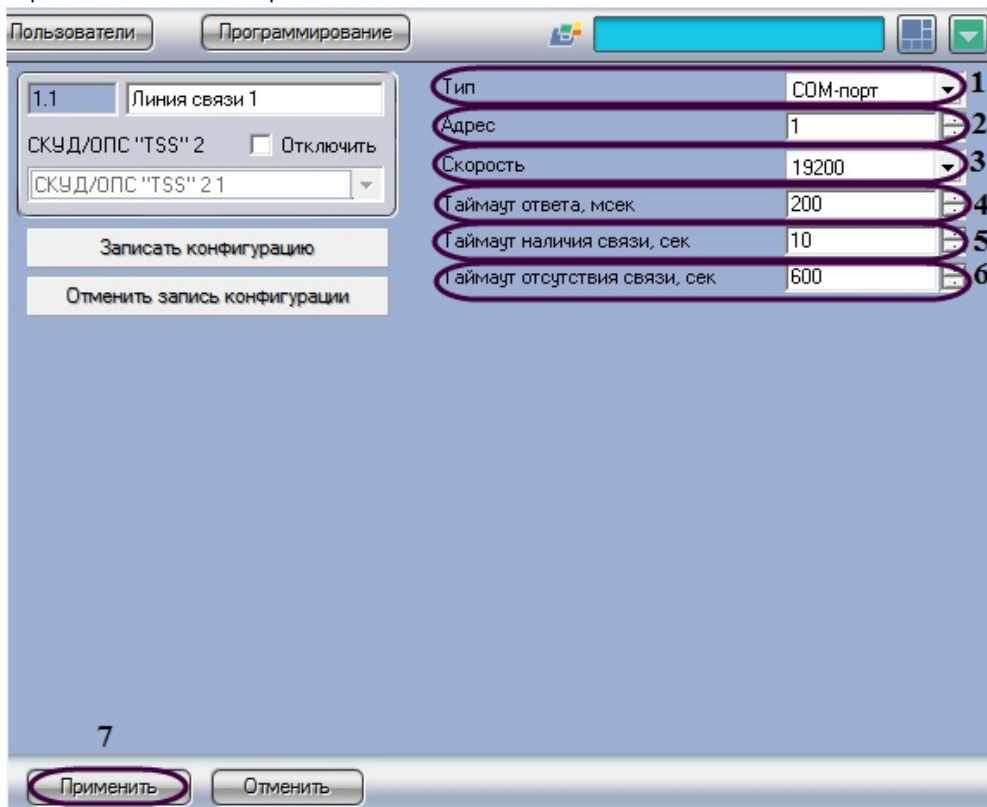 Пользователи Программирование
1.1 Линия связи 1
СКУД/ОПС "TSS" 2 Отключить
СКУД/ОПС "TSS" 2 1
Записать конфигурацию
Отменить запись конфигурации
Тип COM-порт 1
Адрес 1 2
Скорость 19200 3
Таймаут ответа, мсек 200 4
Таймаут наличия связи, сек 10 5
Таймаут отсутствия связи, сек 600 6
7
Применить Отменить